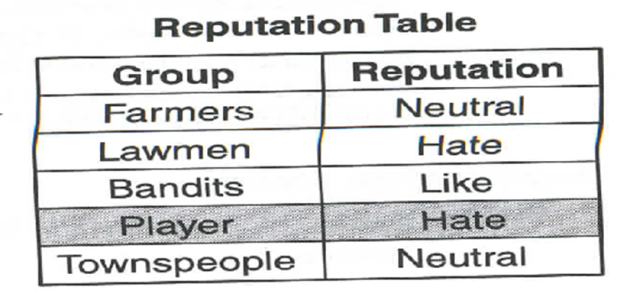 Reputation Table
Group Reputation
Farmers Neutral
Lawmen Hate
Bandits Like
Player Hate
Townspeople Neutral